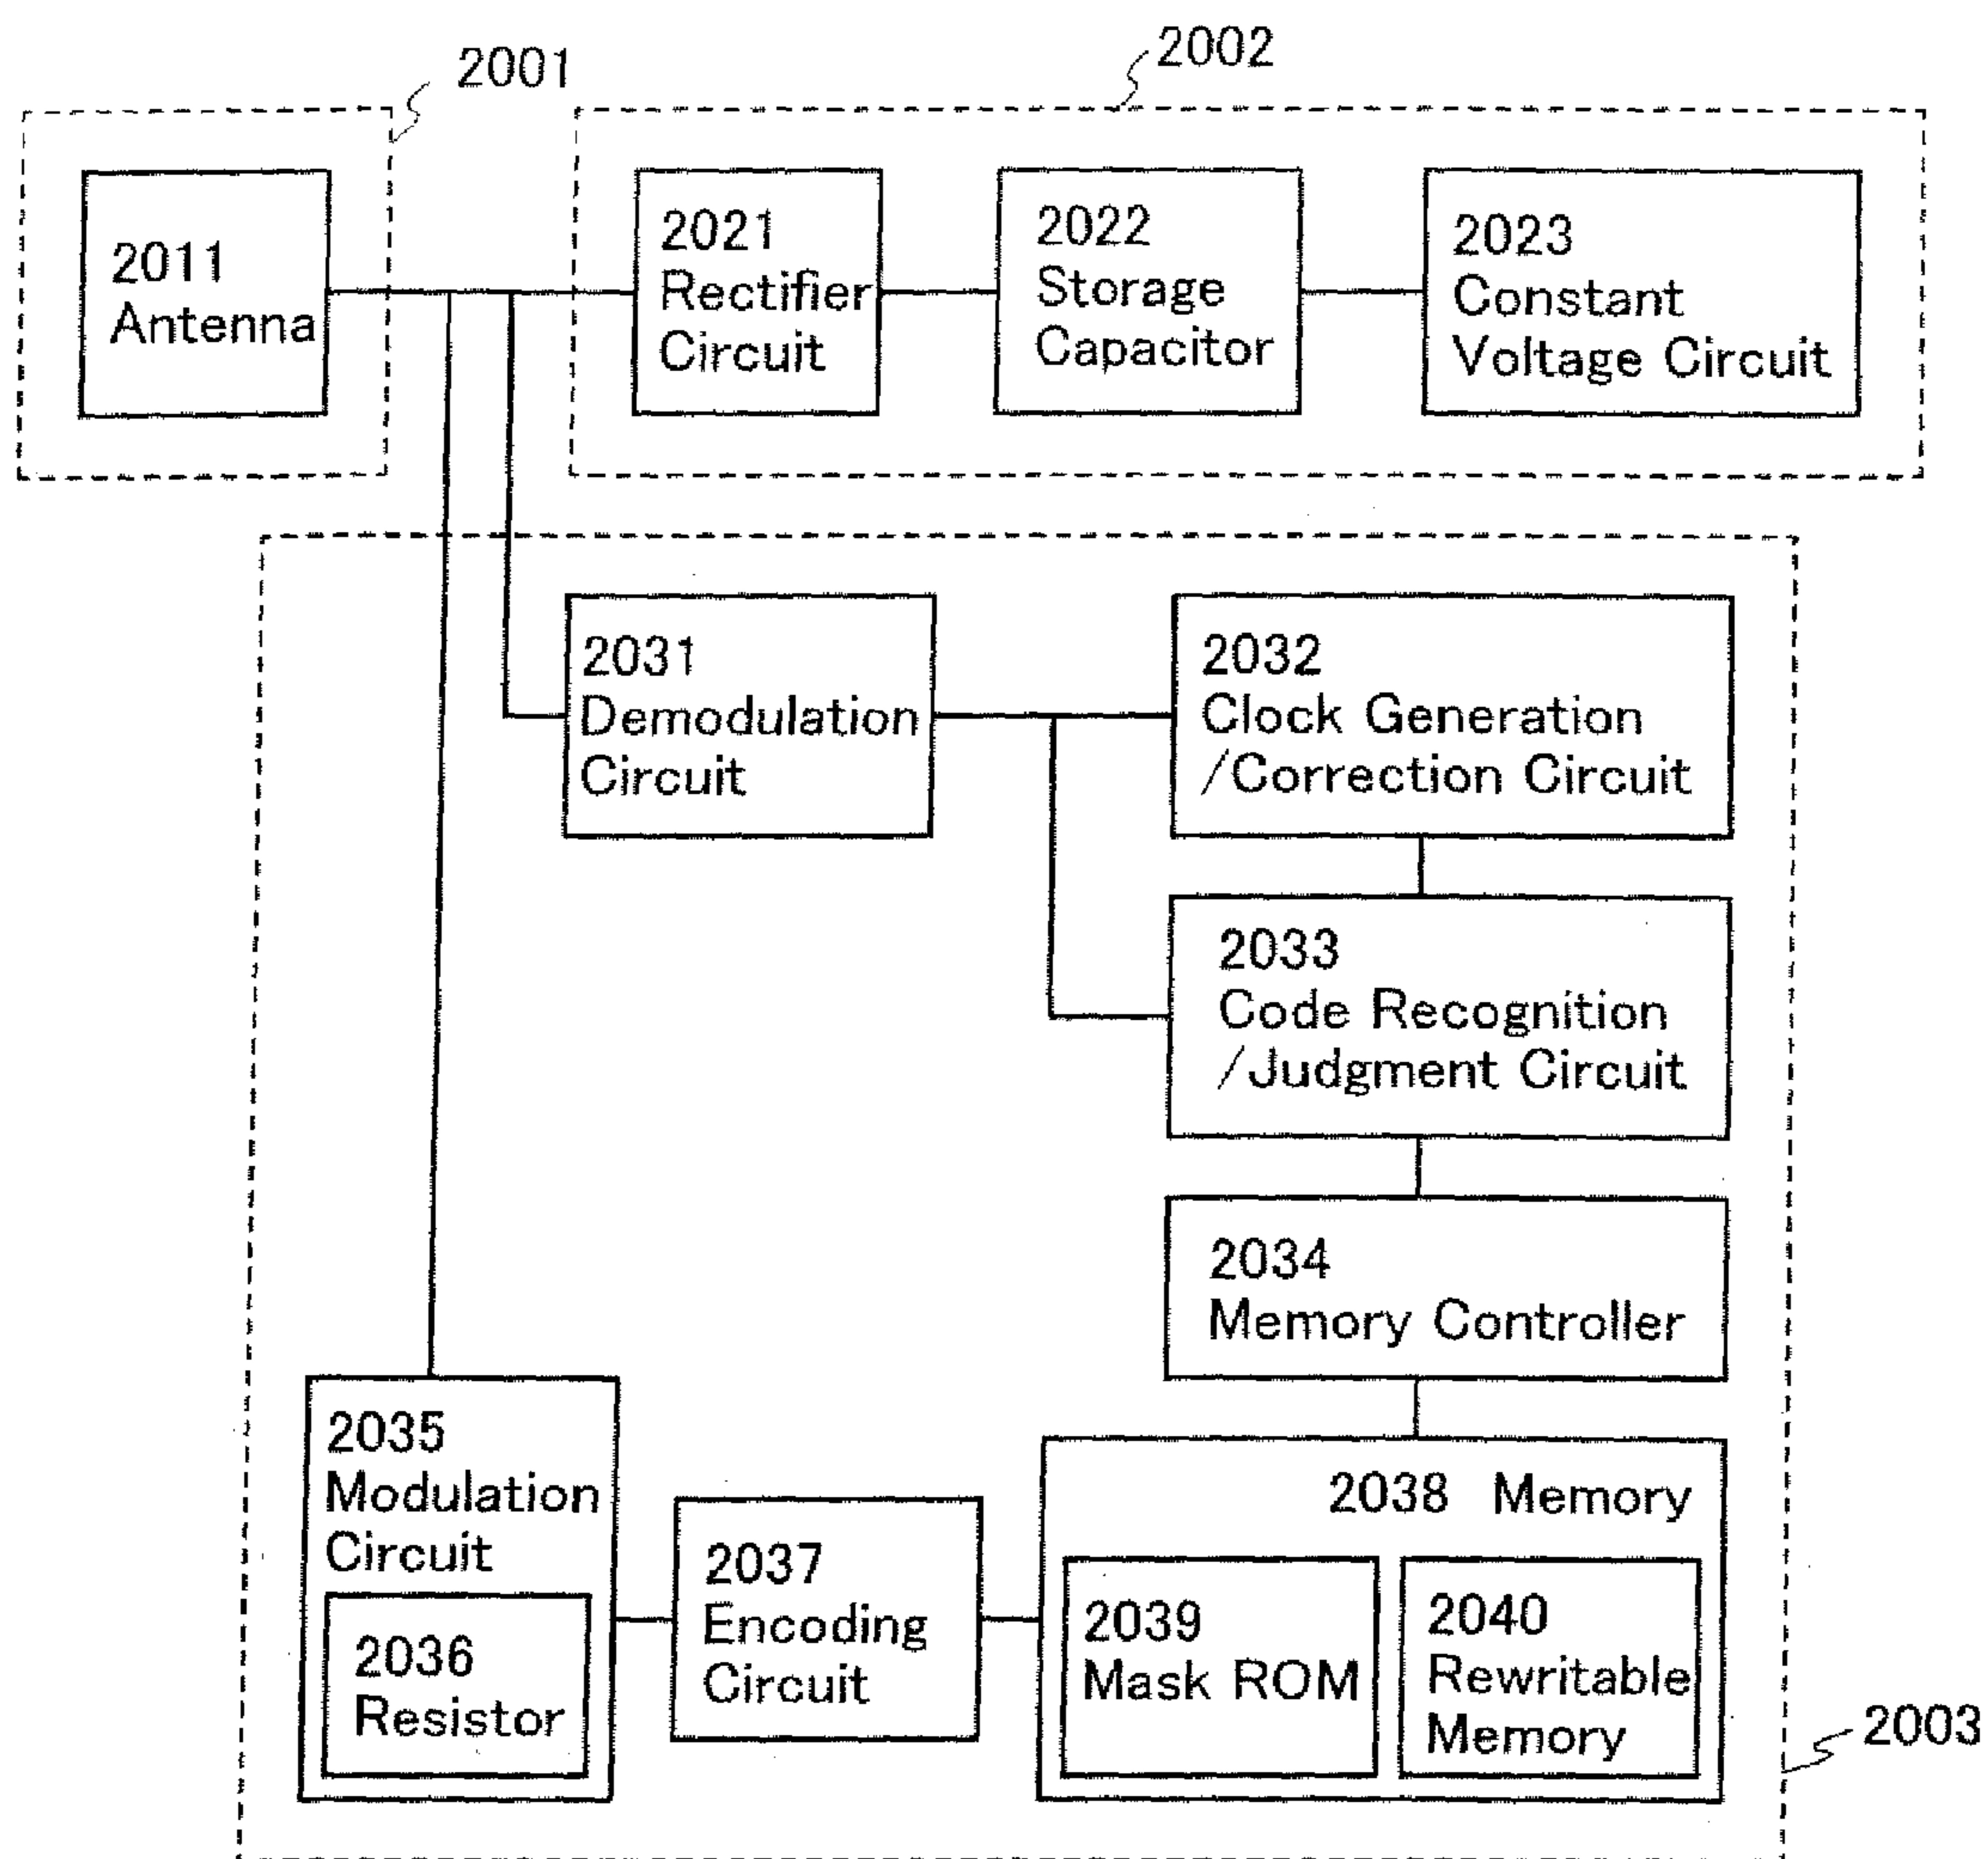 2001
2002
2011
Antenna
2021
Rectifier
Circuit
2022
Storage
Capacitor
2023
Constant
Voltage Circuit
2031
Demodulation
Circuit
2032
Clock Generation
/Correction Circuit
2033
Code Recognition
/Judgment Circuit
2034
Memory Controller
2035
Modulation
Circuit
2036
Resistor
2037
Encoding
Circuit
2038 Memory
2039
Mask ROM
2040
Rewritable
Memory
2003